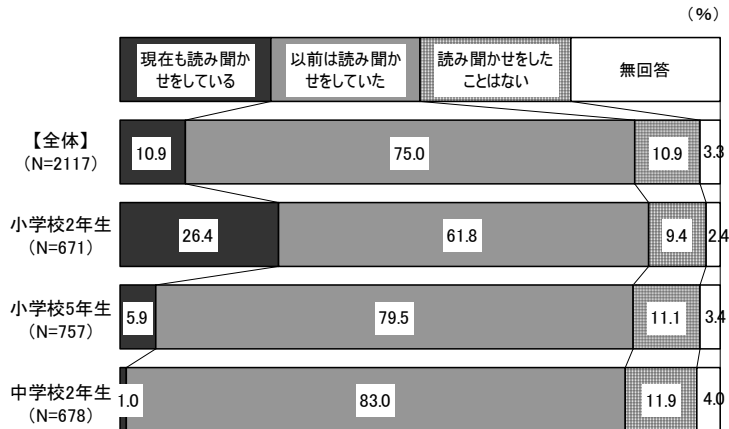 (%)
現在も読み聞か
せをしている
以前は読み聞か
せをしていた
読み聞かせをした
ことはない
無回答
【全体】
(N=2117)
10.9
75.0
10.9
3.3
小学校2年生
(N=671)
26.4
61.8
9.4
2.4
小学校5年生
(N=757)
5.9
79.5
11.1
3.4
中学校2年生
(N=678)
1.0
83.0
11.9
4.0